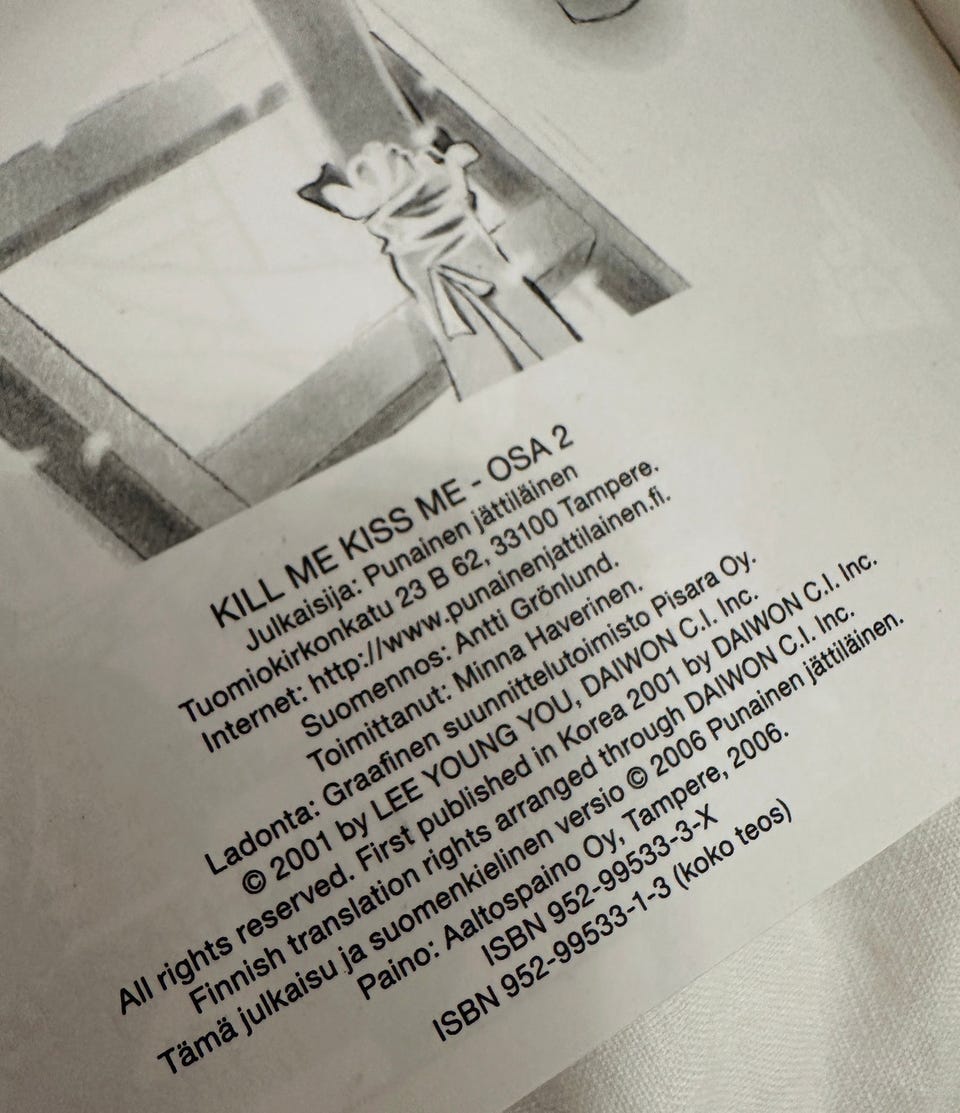 KILL ME KISS ME - OSA 2
Julkaisija: Punainen jättiläinen
Tuomiokirkonkatu 23 B 62, 33100 Tampere.
Internet: http://www.punainenjattilainen.fi.
Suomennos: Antti Grönlund.
Toimittanut: Minna Haverinen.
Ladonta: Graafinen suunnittelutoimisto Pisara Oy.
© 2001 by LEE YOUNG YOU, DAIWON C.I. Inc.
All rights reserved. First published in Korea 2001 by DAIWON C.I. Inc.
Finnish translation rights arranged through DAIWON C.I. Inc.
Tämä julkaisu ja suomenkielinen versio © 2006 Punainen jättiläinen.
Paino: Aaltospaino Oy, Tampere, 2006.
ISBN 952-99533-3-X
ISBN 952-99533-1-3 (koko teos)